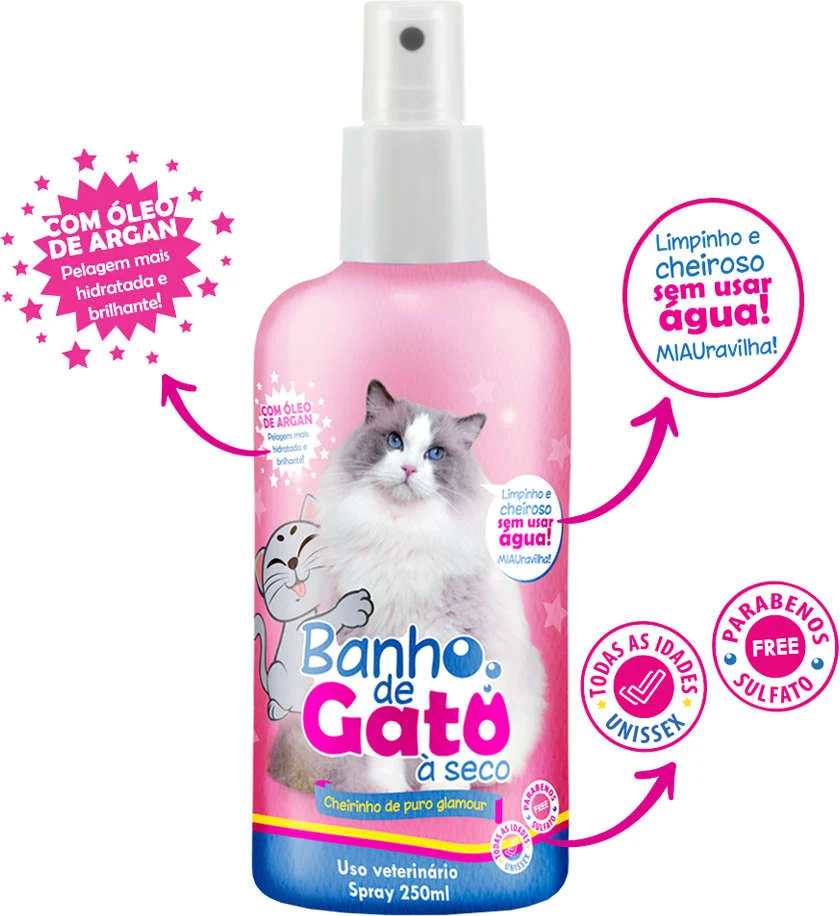 COM ÓLEO
DE ARGAN
Pelagem mais
hidratada e
brilhante!
Limpinho e
cheiroso
sem usar
água!
MIAUravilha!
COM ÓLEO
DE ARGAN
Pelagem mais
hidratada e
brilhante!
Limpinho e
cheiroso
sem usar
água!
MIAUravilha!
Banho
de
Gato
à seco
Cheirinho de puro glamour
TODAS AS IDADES
UNISSEX
PARABENOS
FREE
SULFATO
PARABENOS
FREE
SULFATO
TODAS AS IDADES
UNISSEX
Uso veterinário
Spray 250ml